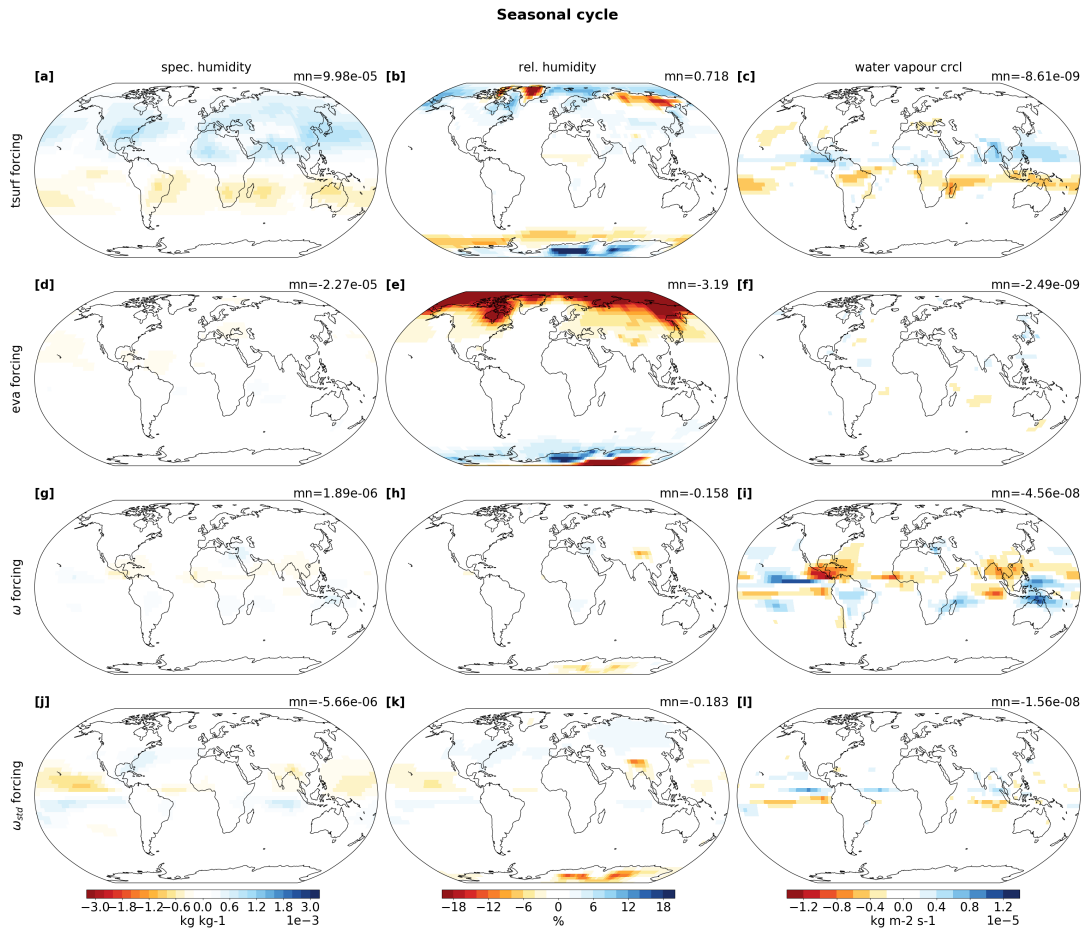 Seasonal cycle
spec. humidity
rel. humidity
water vapour crcl
[a]
mn=9.98e-05
[b]
mn=0.718
[c]
mn=-8.61e-09
tsurf forcing
[d]
mn=-2.27e-05
[e]
mn=-3.19
[f]
mn=-2.49e-09
eva forcing
[g]
mn=1.89e-06
[h]
mn=-0.158
[i]
mn=-4.56e-08
ω forcing
[j]
mn=-5.66e-06
[k]
mn=-0.183
[l]
mn=-1.56e-08
ωstd forcing
−3.0−2.4−1.8−1.2−0.6 0.0 0.6 1.2 1.8 2.4 3.0
kg kg-1
1e−3
−18 −12 −6 0 6 12 18
%
−1.2 −0.8 −0.4 0.0 0.4 0.8 1.2
kg m-2 s-1
1e−5